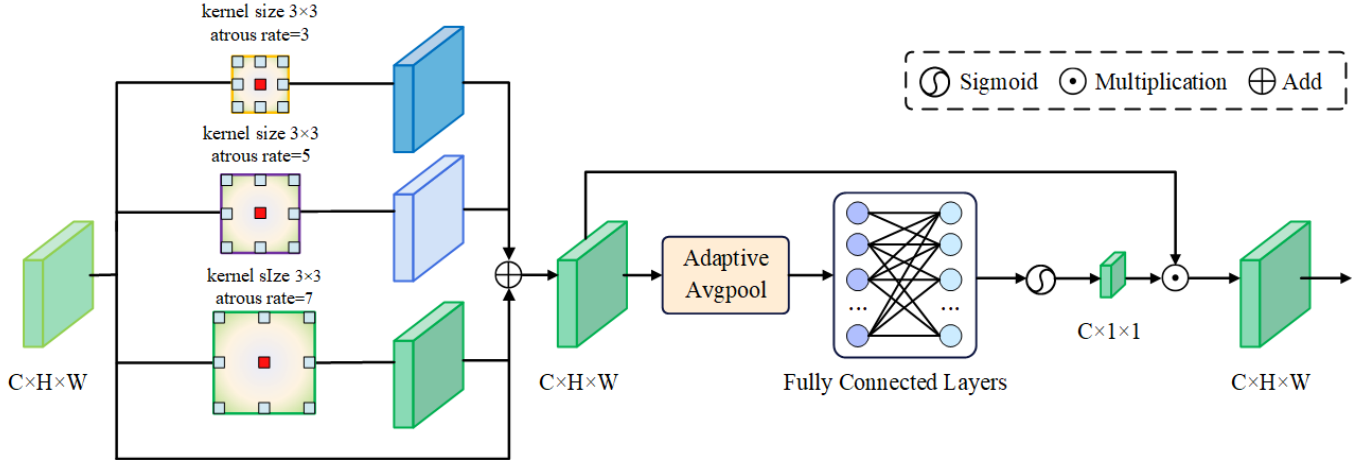 kernel size 3×3
atrous rate=3
kernel size 3×3
atrous rate=5
kernel sIze 3×3
atrous rate=7
C×H×W
C×H×W
Adaptive
Avgpool
...
...
Fully Connected Layers
C×1×1
C×H×W
Sigmoid
Multiplication
Add